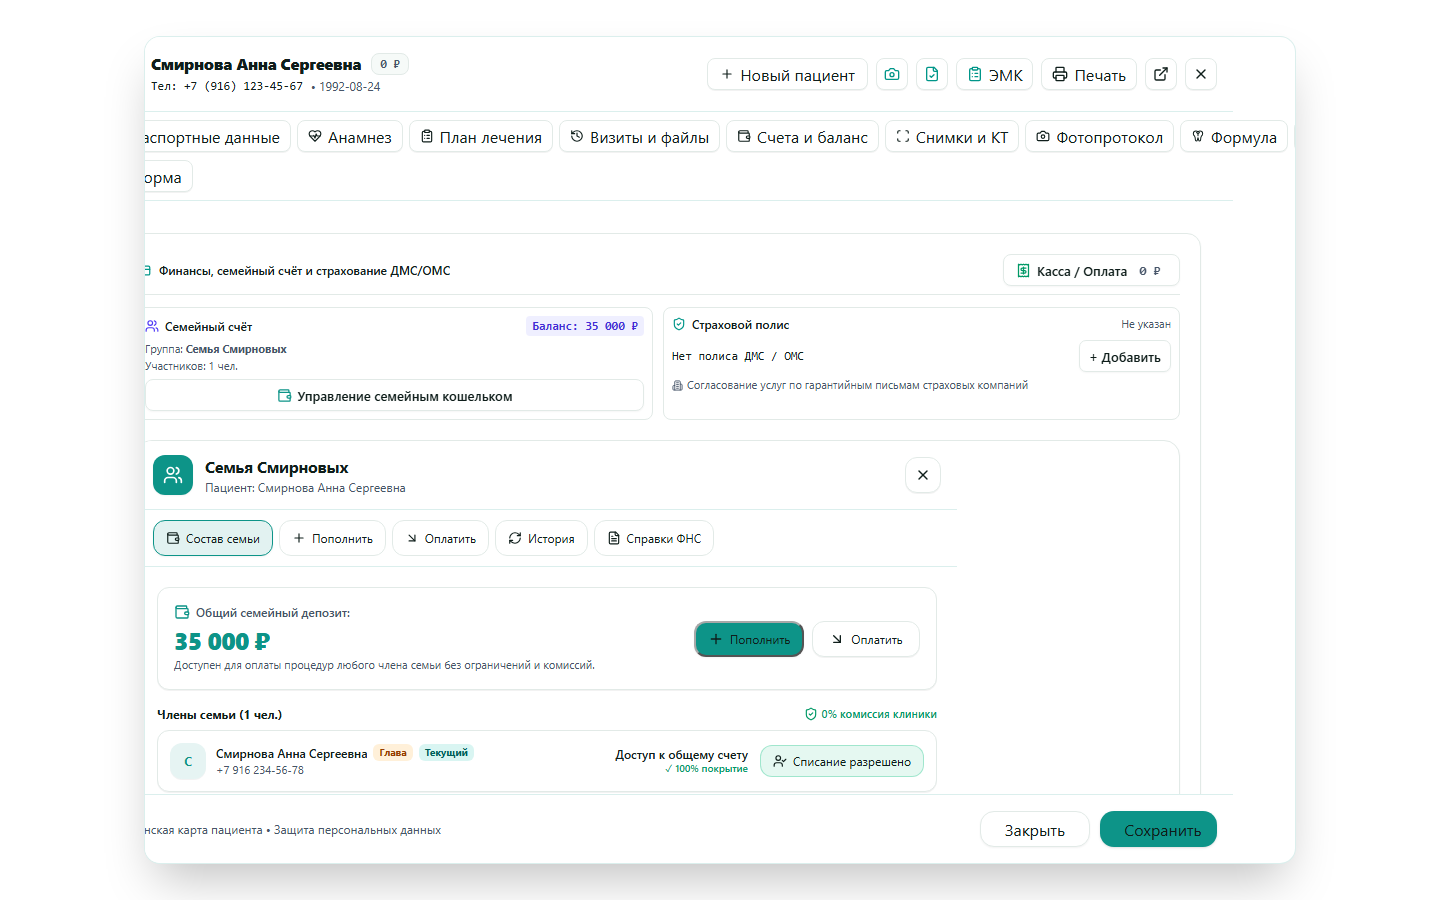 Смирнова Анна Сергеевна 0 ₽
Тел: +7 (916) 123-45-67 • 1992-08-24
+ Новый пациент ЭМК Печать
аспортные данные Анамнез План лечения Визиты и файлы Счета и баланс Снимки и КТ Фотопротокол Формула
орма
Финансы, семейный счёт и страхование ДМС/ОМС
Касса / Оплата 0 ₽
Семейный счёт Баланс: 35 000 ₽
Группа: Семья Смирновых
Участников: 1 чел.
Управление семейным кошельком
Страховой полис Не указан
Нет полиса ДМС / ОМС + Добавить
Согласование услуг по гарантийным письмам страховых компаний
Семья Смирновых
Пациент: Смирнова Анна Сергеевна
Состав семьи Пополнить Оплатить История Справки ФНС
Общий семейный депозит:
35 000 ₽
Доступен для оплаты процедур любого члена семьи без ограничений и комиссий.
Пополнить Оплатить
Члены семьи (1 чел.) 0% комиссия клиники
С
Смирнова Анна Сергеевна Глава Текущий
+7 916 234-56-78
Доступ к общему счету
✓ 100% покрытие
Списание разрешено
нская карта пациента • Защита персональных данных
Закрыть Сохранить